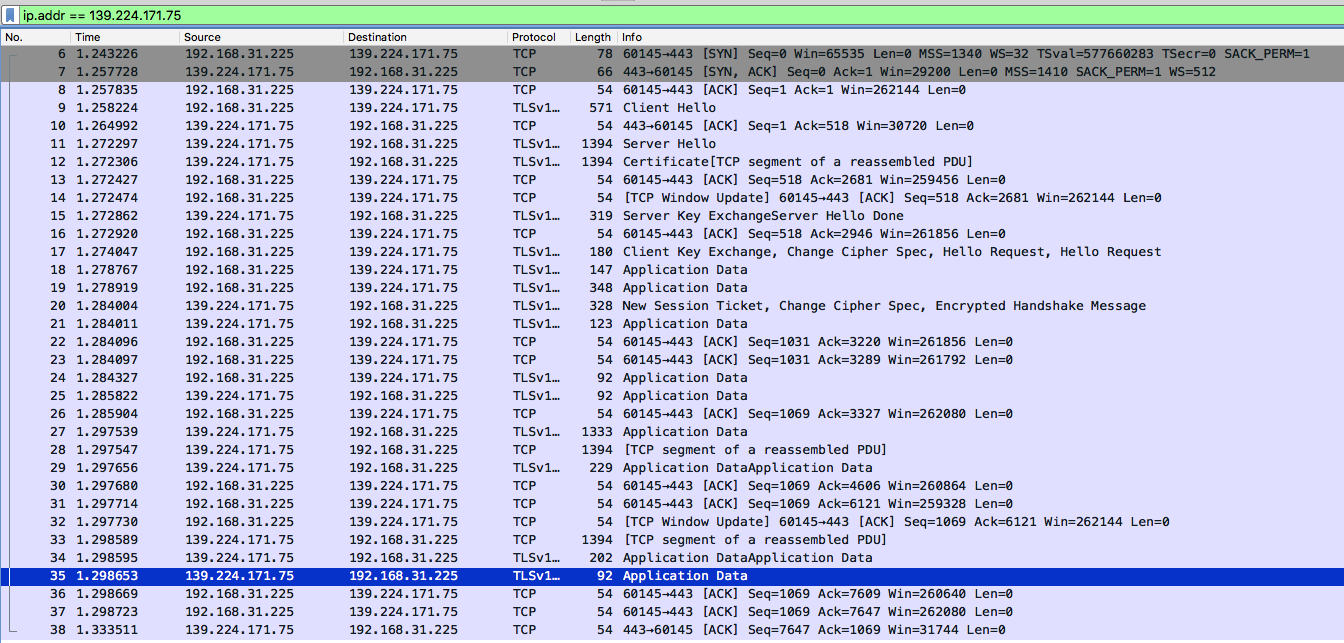 ip.addr == 139.224.171.75
No. Time Source Destination Protocol Length Info
6 1.243226 192.168.31.225 139.224.171.75 TCP 78 60145→443 [SYN] Seq=0 Win=65535 Len=0 MSS=1340 WS=32 TSval=577660283 TSecr=0 SACK_PERM=1
7 1.257728 139.224.171.75 192.168.31.225 TCP 66 443→60145 [SYN, ACK] Seq=0 Ack=1 Win=29200 Len=0 MSS=1410 SACK_PERM=1 WS=512
8 1.257835 192.168.31.225 139.224.171.75 TCP 54 60145→443 [ACK] Seq=1 Ack=1 Win=262144 Len=0
9 1.258224 192.168.31.225 139.224.171.75 TLSv1… 571 Client Hello
10 1.264992 139.224.171.75 192.168.31.225 TCP 54 443→60145 [ACK] Seq=1 Ack=518 Win=30720 Len=0
11 1.272297 139.224.171.75 192.168.31.225 TLSv1… 1394 Server Hello
12 1.272306 139.224.171.75 192.168.31.225 TLSv1… 1394 Certificate[TCP segment of a reassembled PDU]
13 1.272427 192.168.31.225 139.224.171.75 TCP 54 60145→443 [ACK] Seq=518 Ack=2681 Win=259456 Len=0
14 1.272474 192.168.31.225 139.224.171.75 TCP 54 [TCP Window Update] 60145→443 [ACK] Seq=518 Ack=2681 Win=262144 Len=0
15 1.272862 139.224.171.75 192.168.31.225 TLSv1… 319 Server Key ExchangeServer Hello Done
16 1.272920 192.168.31.225 139.224.171.75 TCP 54 60145→443 [ACK] Seq=518 Ack=2946 Win=261856 Len=0
17 1.274047 192.168.31.225 139.224.171.75 TLSv1… 180 Client Key Exchange, Change Cipher Spec, Hello Request, Hello Request
18 1.278767 192.168.31.225 139.224.171.75 TLSv1… 147 Application Data
19 1.278919 192.168.31.225 139.224.171.75 TLSv1… 348 Application Data
20 1.284004 139.224.171.75 192.168.31.225 TLSv1… 328 New Session Ticket, Change Cipher Spec, Encrypted Handshake Message
21 1.284011 139.224.171.75 192.168.31.225 TLSv1… 123 Application Data
22 1.284096 192.168.31.225 139.224.171.75 TCP 54 60145→443 [ACK] Seq=1031 Ack=3220 Win=261856 Len=0
23 1.284097 192.168.31.225 139.224.171.75 TCP 54 60145→443 [ACK] Seq=1031 Ack=3289 Win=261792 Len=0
24 1.284327 192.168.31.225 139.224.171.75 TLSv1… 92 Application Data
25 1.285822 139.224.171.75 192.168.31.225 TLSv1… 92 Application Data
26 1.285904 192.168.31.225 139.224.171.75 TCP 54 60145→443 [ACK] Seq=1069 Ack=3327 Win=262080 Len=0
27 1.297539 139.224.171.75 192.168.31.225 TLSv1… 1333 Application Data
28 1.297547 139.224.171.75 192.168.31.225 TCP 1394 [TCP segment of a reassembled PDU]
29 1.297656 139.224.171.75 192.168.31.225 TLSv1… 229 Application DataApplication Data
30 1.297680 192.168.31.225 139.224.171.75 TCP 54 60145→443 [ACK] Seq=1069 Ack=4606 Win=260864 Len=0
31 1.297714 192.168.31.225 139.224.171.75 TCP 54 60145→443 [ACK] Seq=1069 Ack=6121 Win=259328 Len=0
32 1.297730 192.168.31.225 139.224.171.75 TCP 54 [TCP Window Update] 60145→443 [ACK] Seq=1069 Ack=6121 Win=262144 Len=0
33 1.298589 139.224.171.75 192.168.31.225 TCP 1394 [TCP segment of a reassembled PDU]
34 1.298595 139.224.171.75 192.168.31.225 TLSv1… 202 Application DataApplication Data
35 1.298653 139.224.171.75 192.168.31.225 TLSv1… 92 Application Data
36 1.298669 192.168.31.225 139.224.171.75 TCP 54 60145→443 [ACK] Seq=1069 Ack=7609 Win=260640 Len=0
37 1.298723 192.168.31.225 139.224.171.75 TCP 54 60145→443 [ACK] Seq=1069 Ack=7647 Win=262080 Len=0
38 1.333511 139.224.171.75 192.168.31.225 TCP 54 443→60145 [ACK] Seq=7647 Ack=1069 Win=31744 Len=0